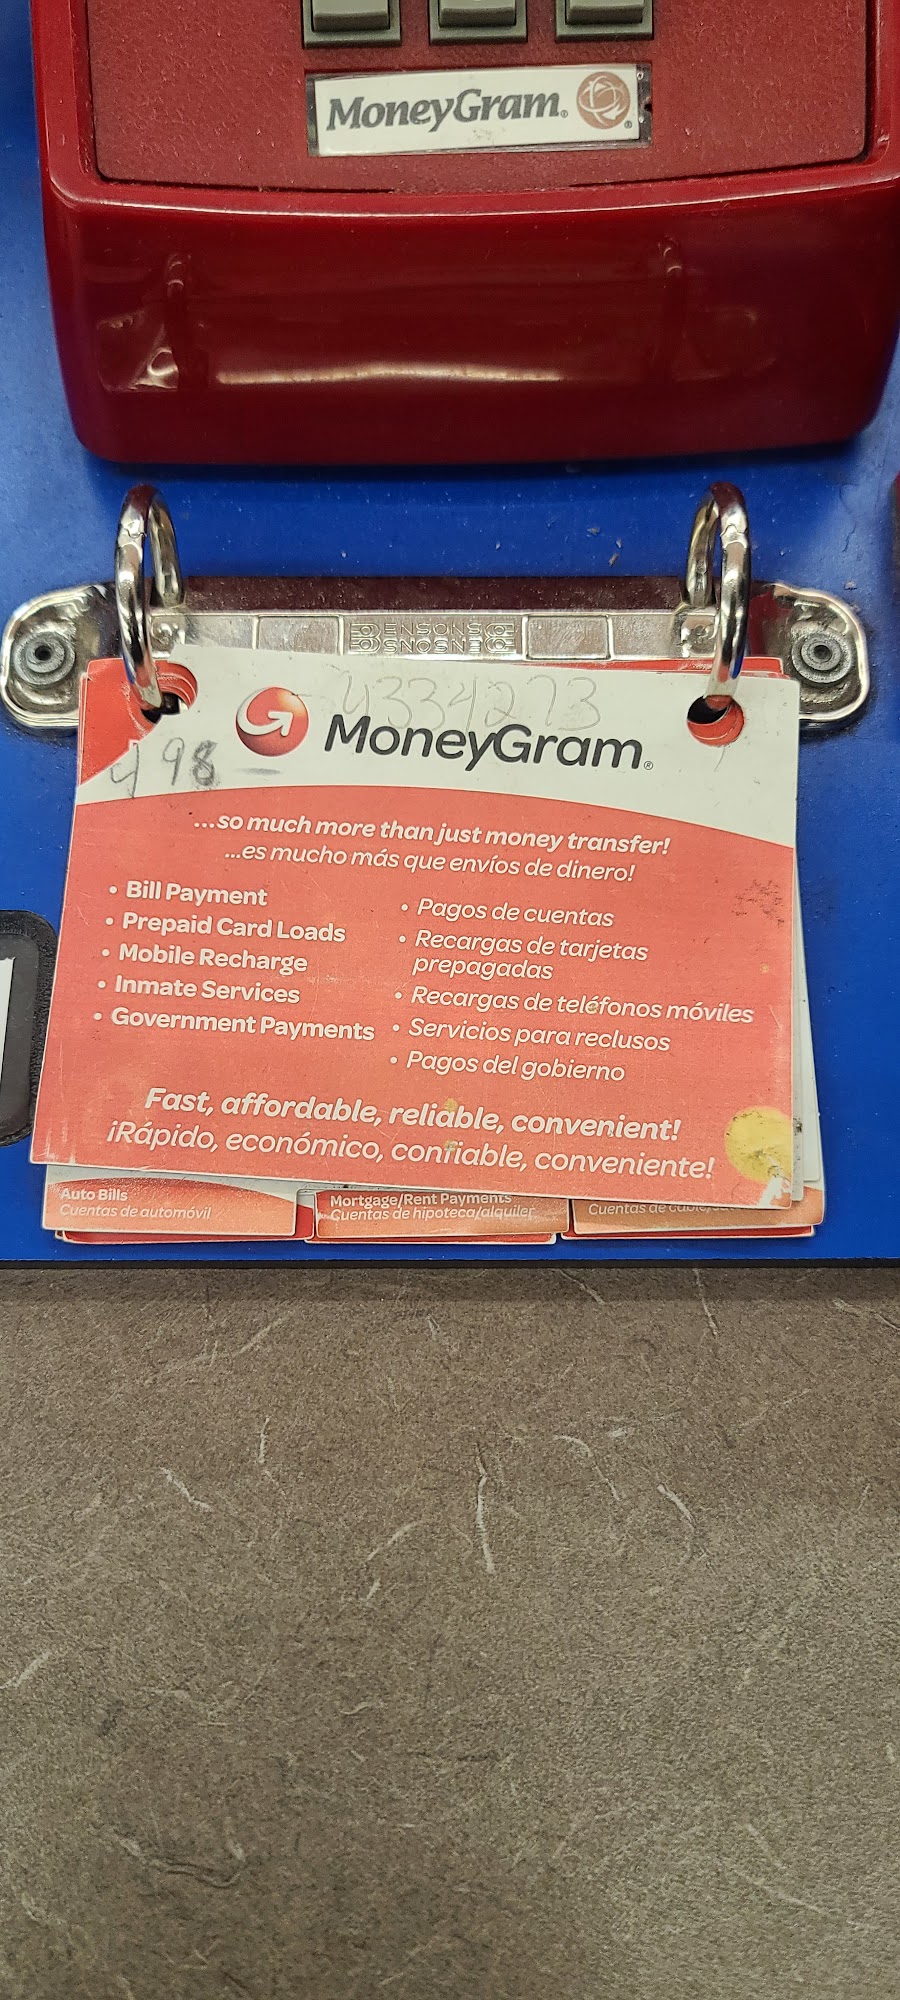 MoneyGram.
BENSONS
4334273
MoneyGram
498
...so much more than just money transfer!
...es mucho más que envíos de dinero!
• Bill Payment
• Prepaid Card Loads
• Mobile Recharge
• Inmate Services
• Government Payments
• Pagos de cuentas
• Recargas de tarjetas
prepagadas
• Recargas de teléfonos móviles
• Servicios para reclusos
• Pagos del gobierno
Fast, affordable, reliable, convenient!
¡Rápido, económico, confiable, conveniente!
Auto Bills
Cuentas de automóvil
Mortgage/Rent Payments
Cuentas de hipoteca/alquiler
Cuentas de